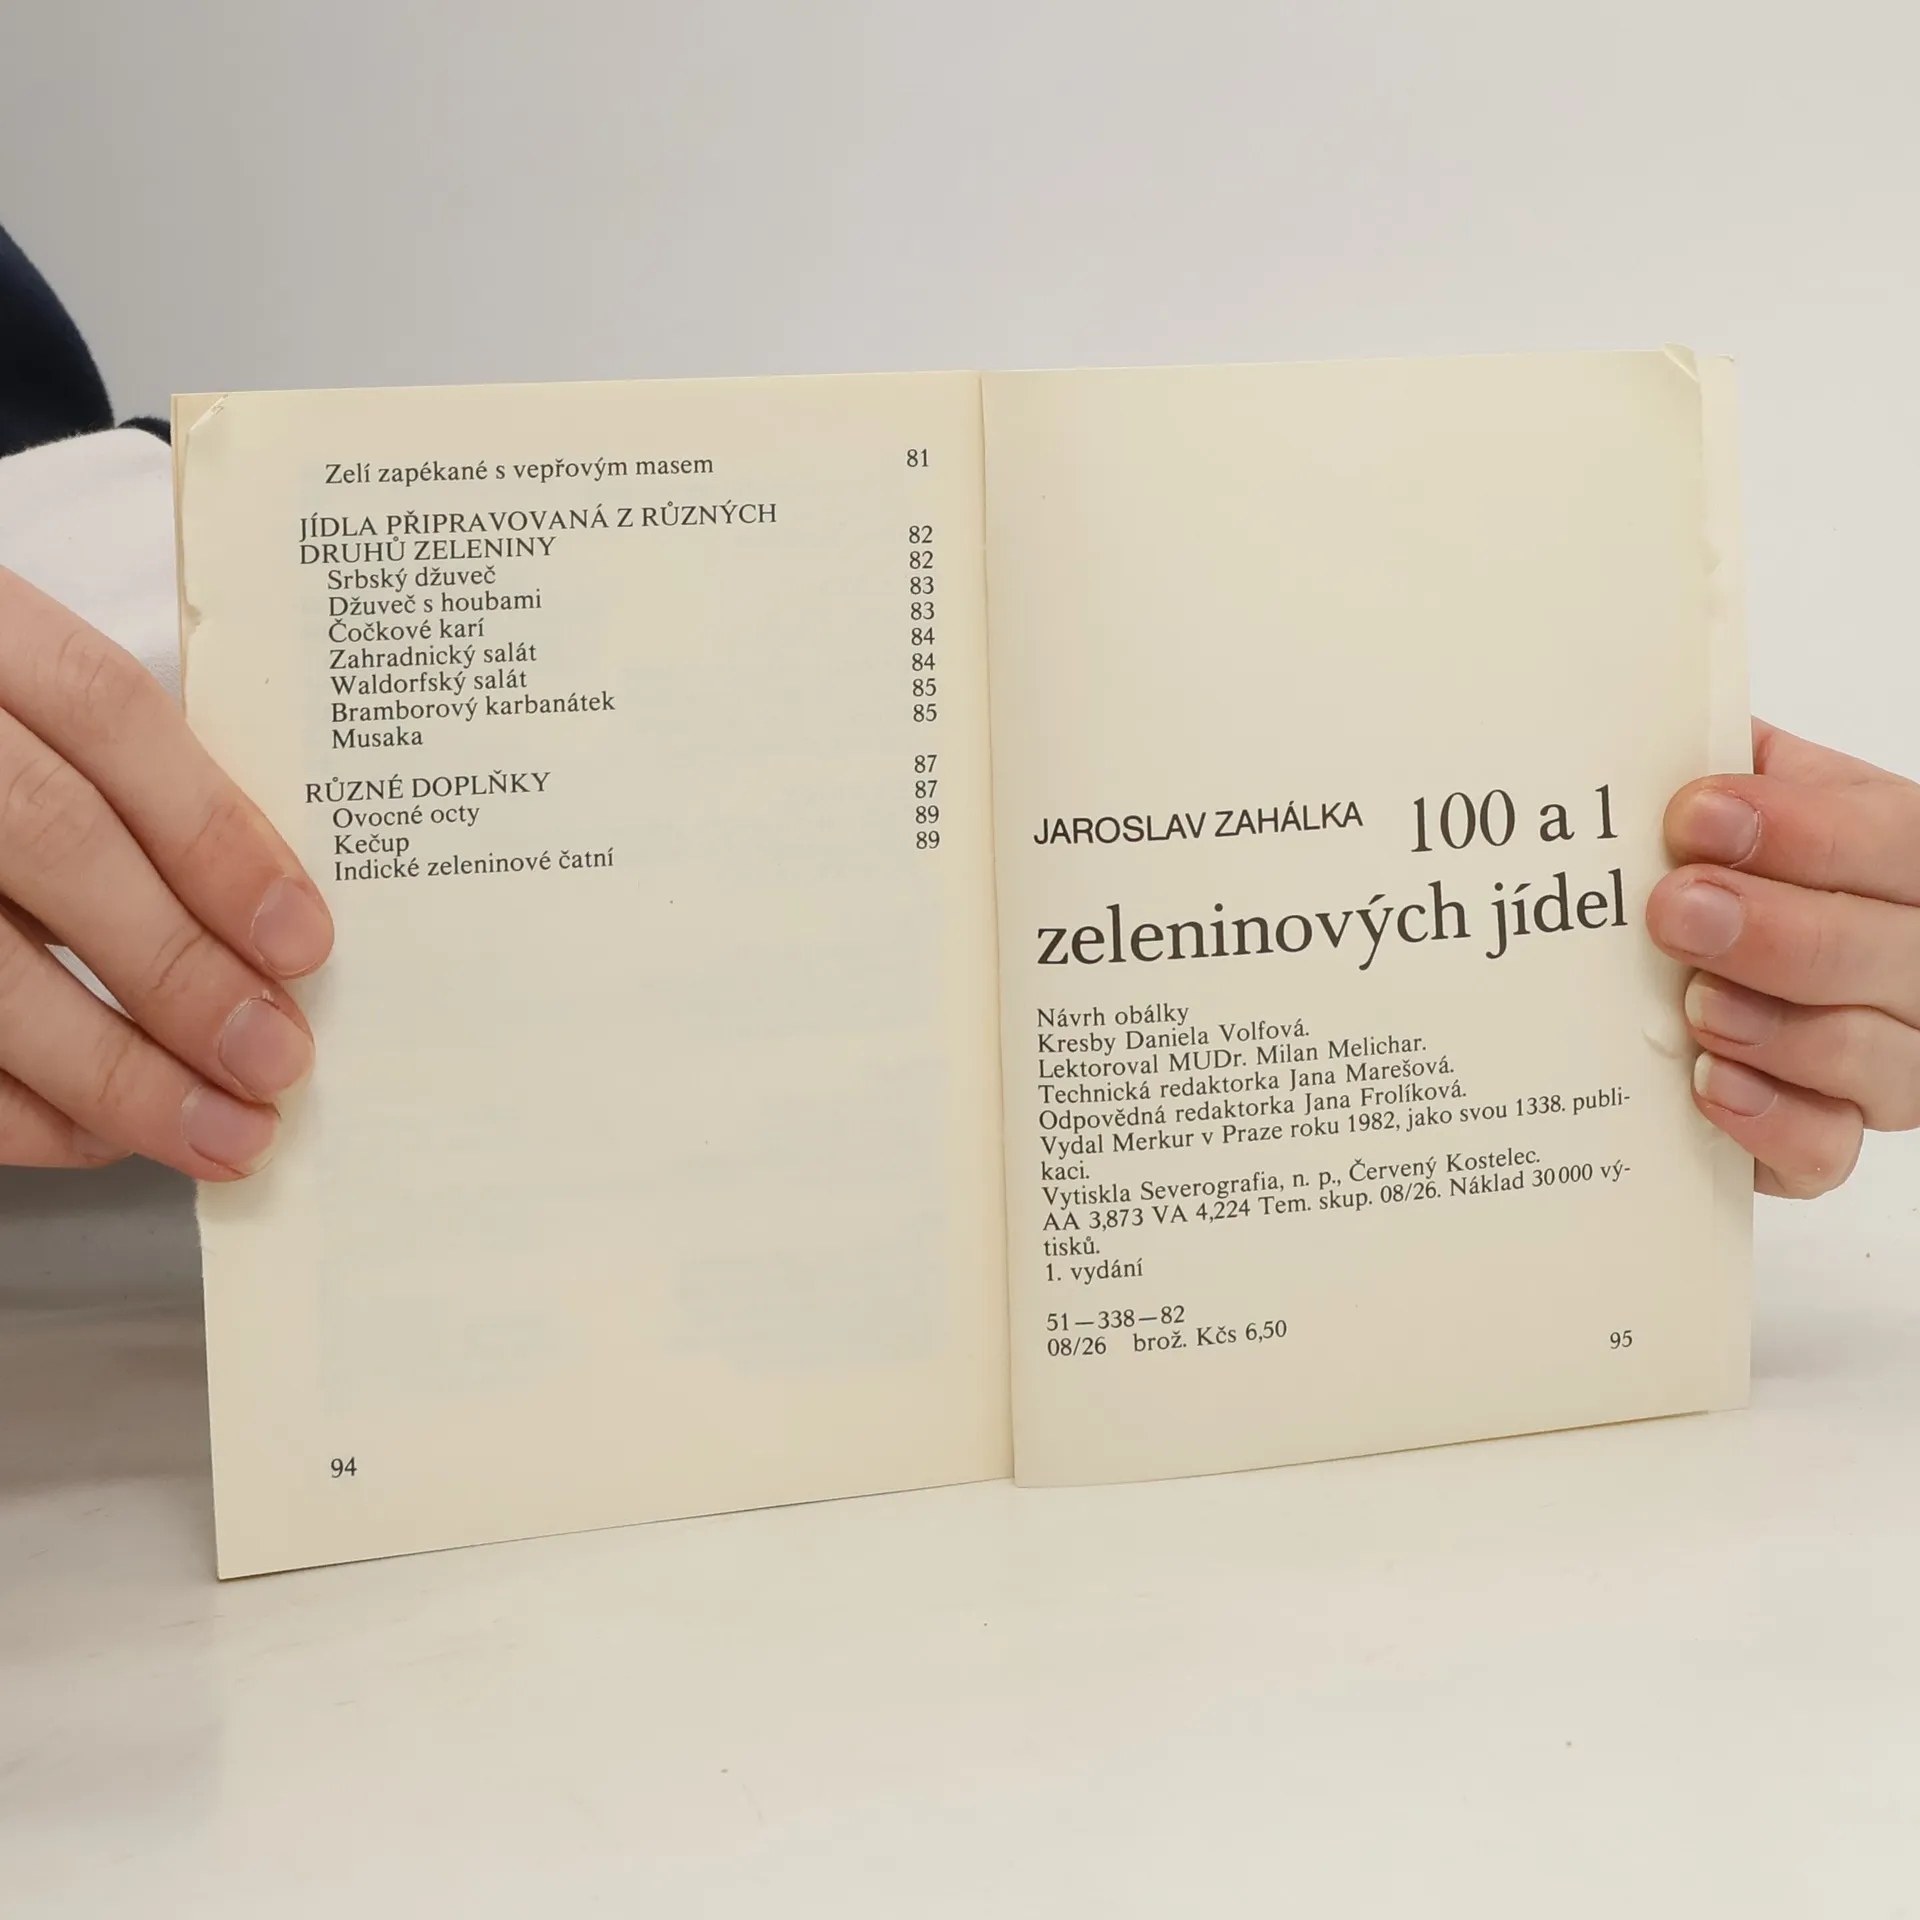 Zelí zapékané s vepřovým masem 81
JÍDLA PŘIPRAVOVANÁ Z RŮZNÝCH
DRUHŮ ZELENINY 82
Srbský džuveč 82
Džuveč s houbami 83
Čočkové karí 83
Zahradnický salát 84
Waldorfský salát 84
Bramborový karbanátek 85
Musaka 85
RŮZNÉ DOPLŇKY 87
Ovocné octy 87
Kečup 89
Indické zeleninové čatní 89
94
JAROSLAV ZAHÁLKA 100 a 1
zeleninových jídel
Návrh obálky
Kresby Daniela Volfová.
Lektoroval MUDr. Milan Melichar.
Technická redaktorka Jana Marešová.
Odpovědná redaktorka Jana Frolíková.
Vydal Merkur v Praze roku 1982, jako svou 1338. publi-
kaci.
Vytiskla Severografia, n. p., Červený Kostelec.
AA 3,873 VA 4,224 Tem. skup. 08/26. Náklad 30 000 vý-
tisků.
1. vydání
51—338—82
08/26 brož. Kčs 6,50
95